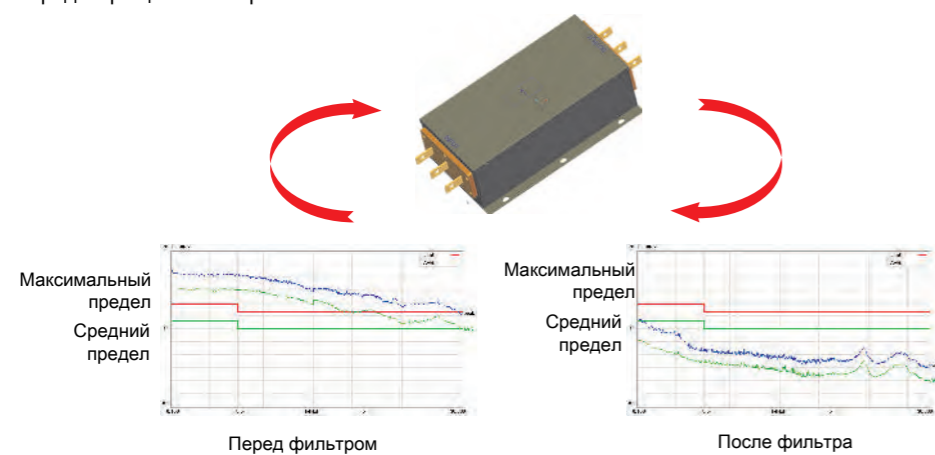 Максимальный
предел
Средний
предел
Максимальный
предел
Средний
предел
Перед фильтром
После фильтра